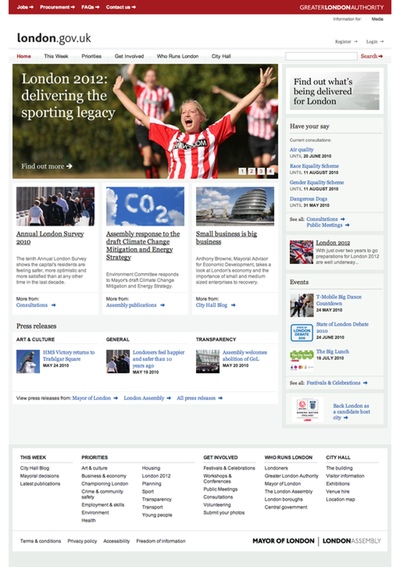 Jobs Procurement FAQs Contact us GREATERLONDONAUTHORITY
Information for: Media
london.gov.uk
Register Login
Home This Week Priorities Get Involved Who Runs London City Hall Search
London 2012:
delivering the
sporting legacy
Find out more
1 2 3 4
Find out what's
being delivered
for London
Have your say
Current consultations:
Air quality
UNTIL 20 JUNE 2010
Race Equality Scheme
UNTIL 11 AUGUST 2010
Gender Equality Scheme
UNTIL 11 AUGUST 2010
Dangerous Dogs
UNTIL 31 MAY 2010
See all: Consultations
Public Meetings
CO2
Annual London Survey
2010
The tenth Annual London Survey
shows the capital's residents are
feeling safer, more optimistic and
more satisfied than at any other
time in the last decade.
More from:
Consultations
Assembly response to the
draft Climate Change
Mitigation and Energy
Strategy
Environment Committee responds
to Mayor's draft Climate Change
Mitigation and Energy Strategy.
More from:
Assembly publications
Small business is big
business
Anthony Browne, Mayoral Advisor
for Economic Development, takes a
look at London's economy and the
importance of small and medium
sized enterprises to recovery.
More from:
City Hall Blog
London 2012
With just over two years to go
preparations for London 2012
are well underway...
Events
T-Mobile Big Dance
Countdown
24 MAY 2010
State of London Debate
2010
24 JUNE 2010
The Big Lunch
18 JULY 2010
See all: Festivals & Celebrations
Back London as
a candidate host
city
Press releases
ART & CULTURE
HMS Victory returns to
Trafalgar Square
MAY 24 2010
GENERAL
Londoners feel happier
and safer than 10
years ago
MAY 19 2010
TRANSPARENCY
Assembly welcomes
abolition of GoL
MAY 20 2010
View press releases from: Mayor of London London Assembly All press releases
THIS WEEK
City Hall Blog
Mayoral decisions
Latest publications
PRIORITIES
Art & culture
Business & economy
Championing London
Crime & community
safety
Employment & skills
Environment
Health
Housing
London 2012
Planning
Sport
Transparency
Transport
Young people
GET INVOLVED
Festivals & Celebrations
Workshops &
Conferences
Public Meetings
Consultations
Volunteering
Submit your photos
WHO RUNS LONDON
Londoners
Greater London Authority
Mayor of London
The London Assembly
London boroughs
Central government
CITY HALL
The building
Visitor information
Exhibitions
Venue hire
Location map
Terms & conditions Privacy policy Accessibility Freedom of information
MAYOR OF LONDON LONDONASSEMBLY